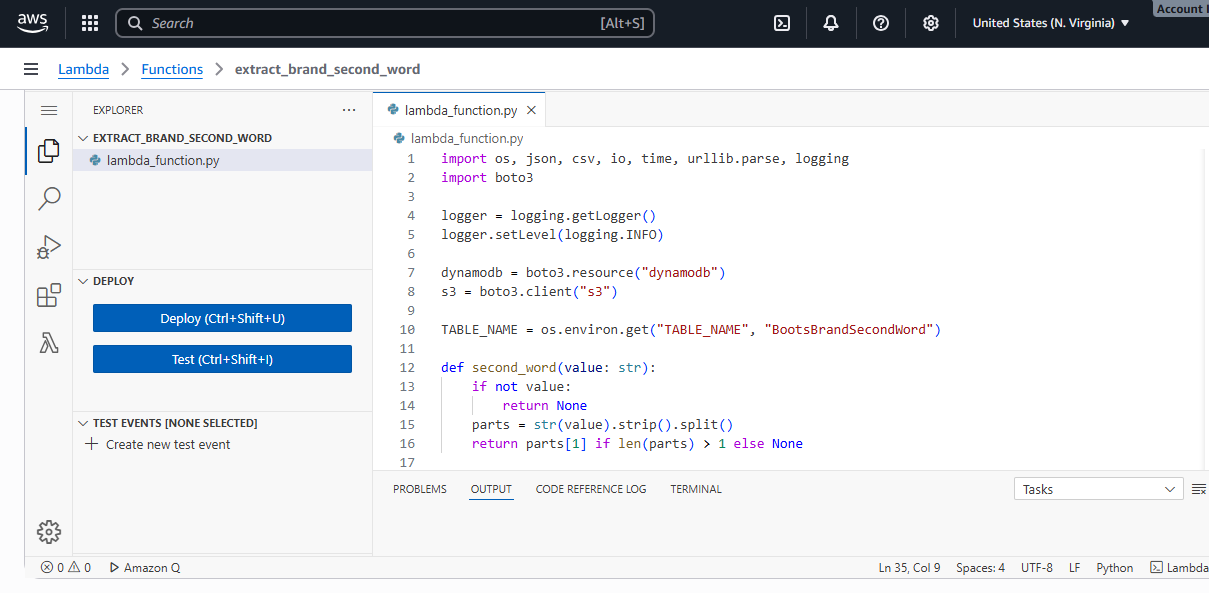 aws
Search [Alt+S]
United States (N. Virginia)
Account
Lambda > Functions > extract_brand_second_word
EXPLORER
EXTRACT_BRAND_SECOND_WORD
lambda_function.py
DEPLOY
Deploy (Ctrl+Shift+U)
Test (Ctrl+Shift+I)
TEST EVENTS [NONE SELECTED]
Create new test event
lambda_function.py
lambda_function.py
1 import os, json, csv, io, time, urllib.parse, logging
2 import boto3
3
4 logger = logging.getLogger()
5 logger.setLevel(logging.INFO)
6
7 dynamodb = boto3.resource("dynamodb")
8 s3 = boto3.client("s3")
9
10 TABLE_NAME = os.environ.get("TABLE_NAME", "BootsBrandSecondWord")
11
12 def second_word(value: str):
13     if not value:
14         return None
15     parts = str(value).strip().split()
16     return parts[1] if len(parts) > 1 else None
17
PROBLEMS OUTPUT CODE REFERENCE LOG TERMINAL
Tasks
0 0 Amazon Q
Ln 35, Col 9 Spaces: 4 UTF-8 LF Python Lambda